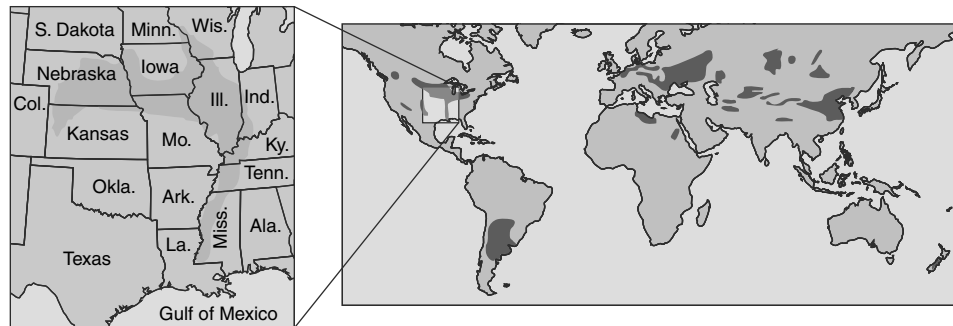 S. Dakota
Minn.
Wis.
Nebraska
Iowa
Col.
Ill.
Ind.
Kansas
Mo.
Ky.
Okla.
Ark.
Tenn.
Miss.
Ala.
Texas
La.
Gulf of Mexico